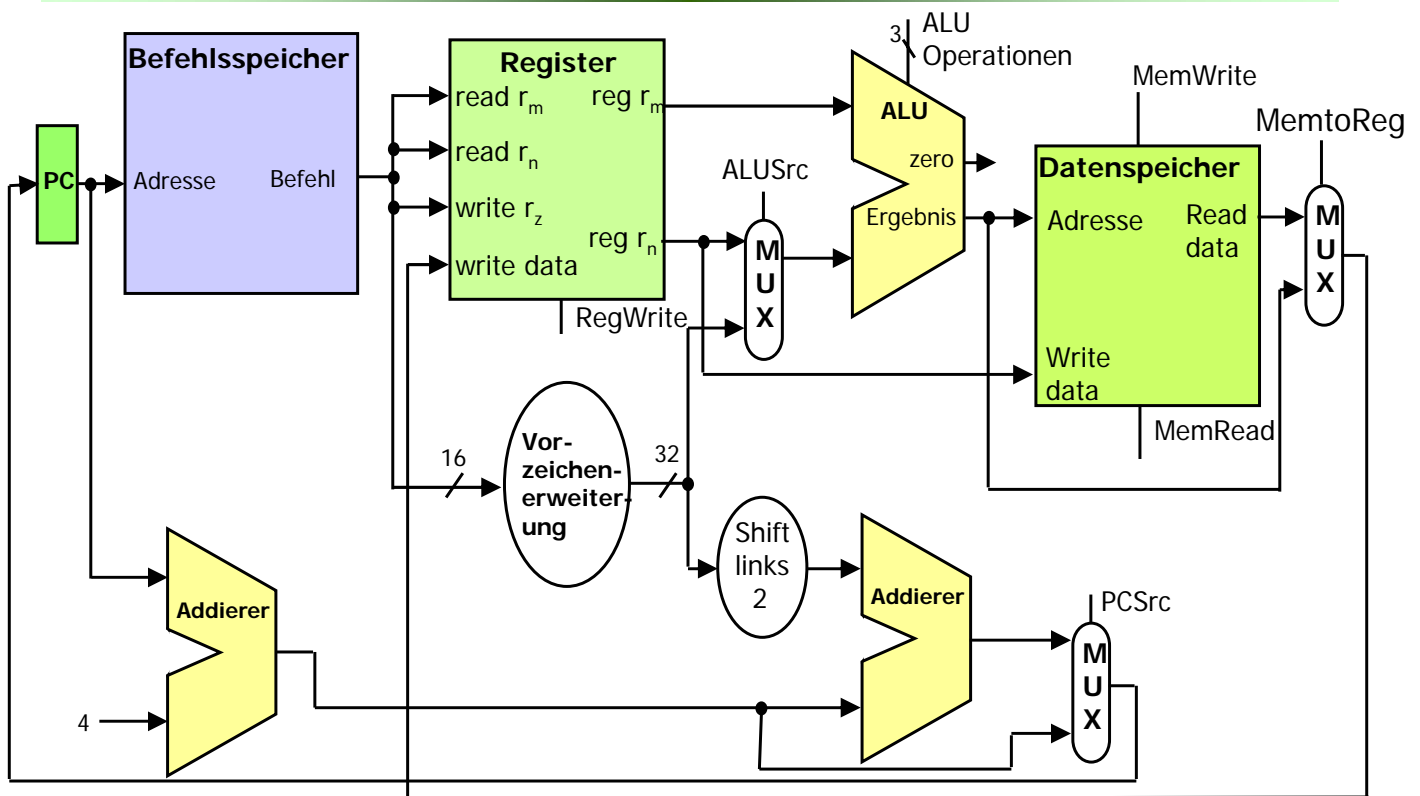 Befehlsspeicher
Adresse
Befehl
PC
Register
read rm
read rn
write rz
write data
reg rm
reg rn
RegWrite
ALUSrc
M
U
X
3
ALU
Operationen
ALU
zero
Ergebnis
MemWrite
Datenspeicher
Adresse
Read
data
Write
data
MemRead
MemtoReg
M
U
X
16
Vor-
zeichen-
erweiter-
ung
32
Shift
links
2
Addierer
4
Addierer
PCSrc
M
U
X